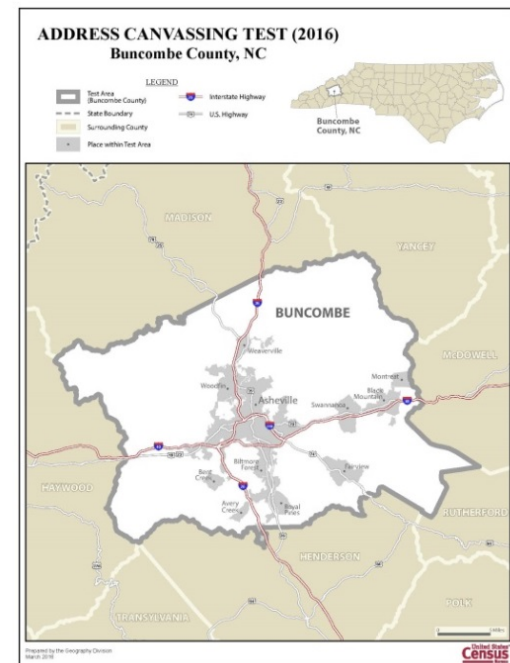 ADDRESS CANVASSING TEST (2016)
Buncombe County, NC
LEGEND
Test Area
(Buncombe County)
State Boundary
Surrounding County
Place within Test Area
Interstate Highway
U.S. Highway
Buncombe
County, NC
MADISON
YANCEY
BUNCOMBE
MCDOWELL
Weaverville
Montreat
Woodfin
Black
Mountain
Asheville
Swannanoa
Biltmore
Forest
Fairview
Bent
Creek
HAYWOOD
Avery
Creek
Royal
Pines
RUTHERFORD
HENDERSON
POLK
TRANSYLVANIA
Prepared by the Geography Division
March 2016
United States
Census